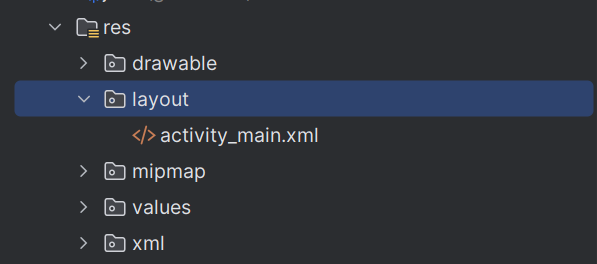 res
drawable
layout
activity_main.xml
mipmap
values
xml